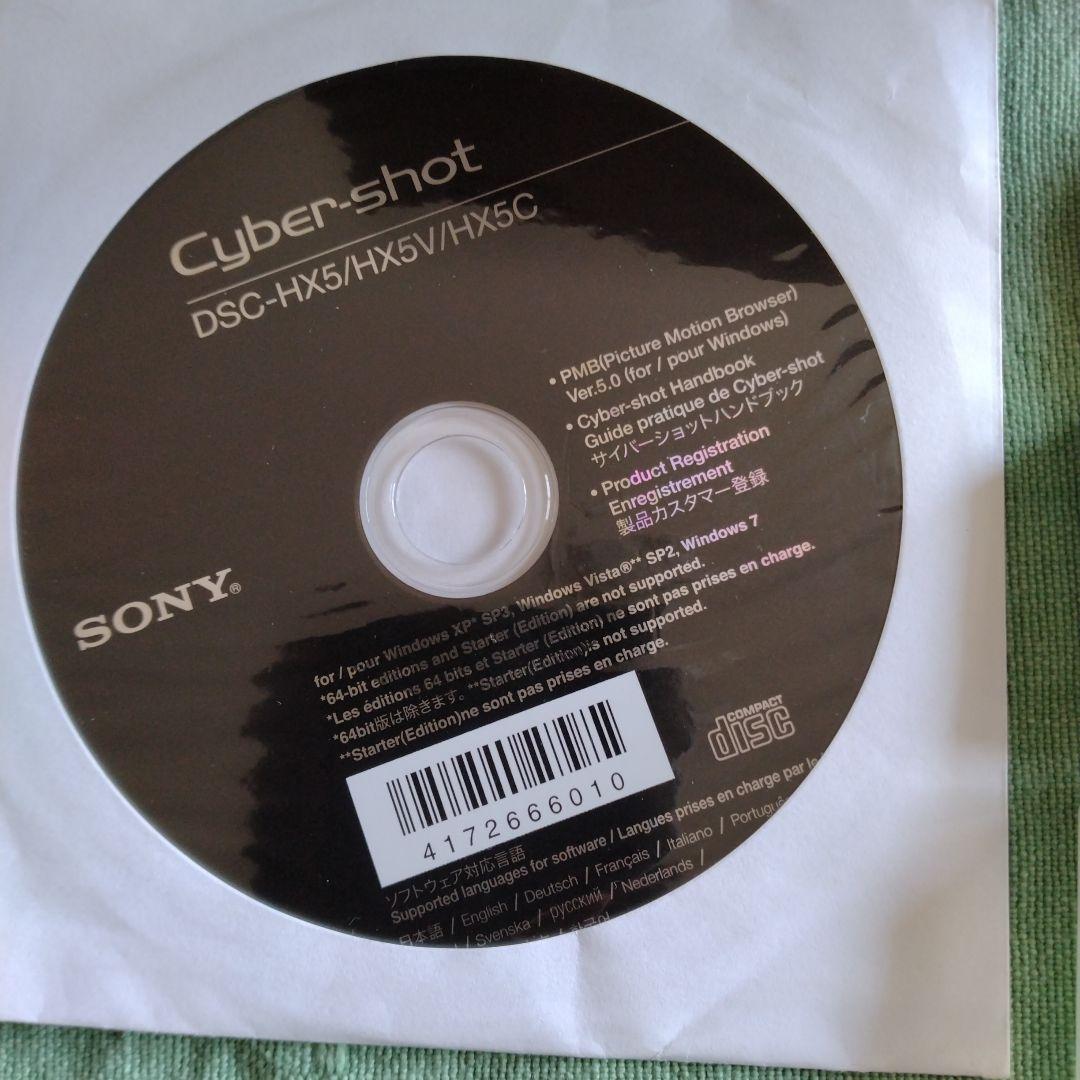 Cyber-shot
DSC-HX5/HX5V/HX5C
• PMB(Picture Motion Browser)
Ver.5.0 (for / pour Windows)
• Cyber-shot Handbook
Guide pratique de Cyber-shot
サイバーショットハンドブック
• Product Registration
Enregistrement
製品カスタマー登録
SONY®
for / pour Windows XP* SP3, Windows Vista®** SP2, Windows 7
*64-bit editions and Starter (Edition) are not supported.
*Les éditions 64 bits et Starter (Edition) ne sont pas prises en charge.
*64bit版は除きます。**Starter(Edition)is not supported.
**Starter(Edition)ne sont pas prises en charge.
COMPACT
disc
4172666010
ソフトウェア対応言語
Supported languages for software / Langues prises en charge par
日本語 / English / Deutsch / Français / Italiano /
/ Svenska / русский / Nederlands /